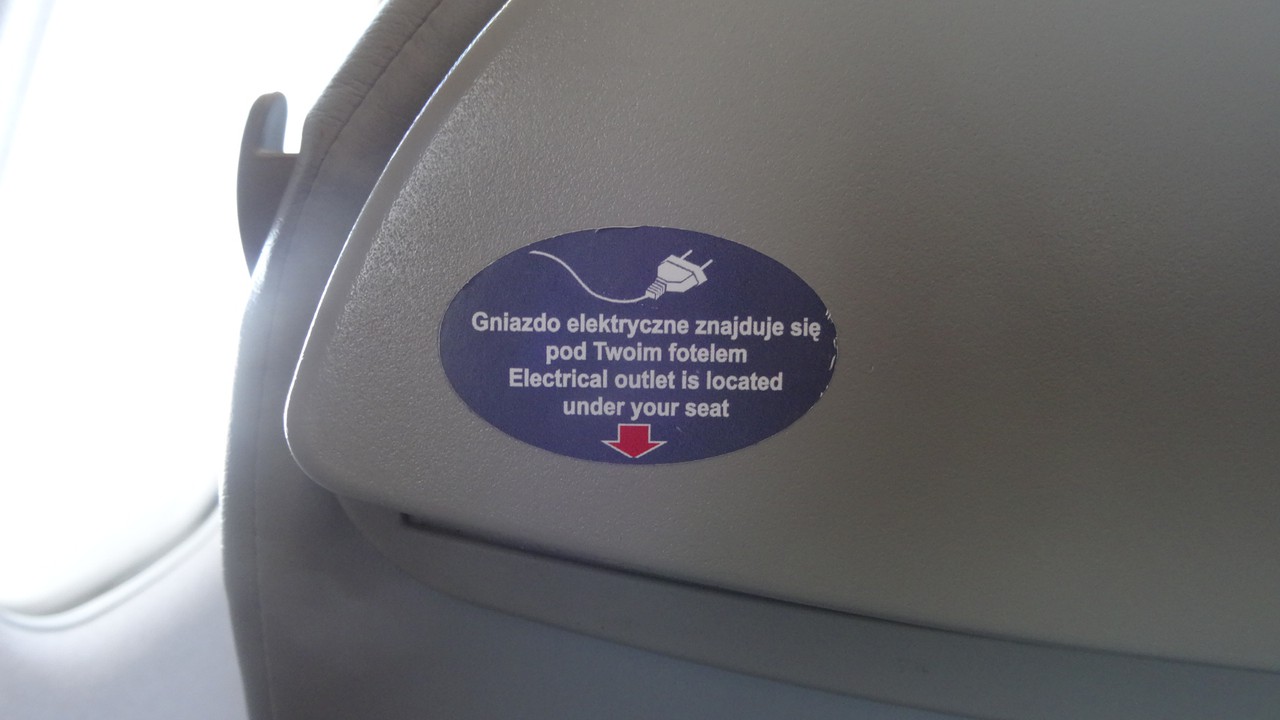 Gniazdo elektryczne znajduje się
pod Twoim fotelem
Electrical outlet is located
under your seat